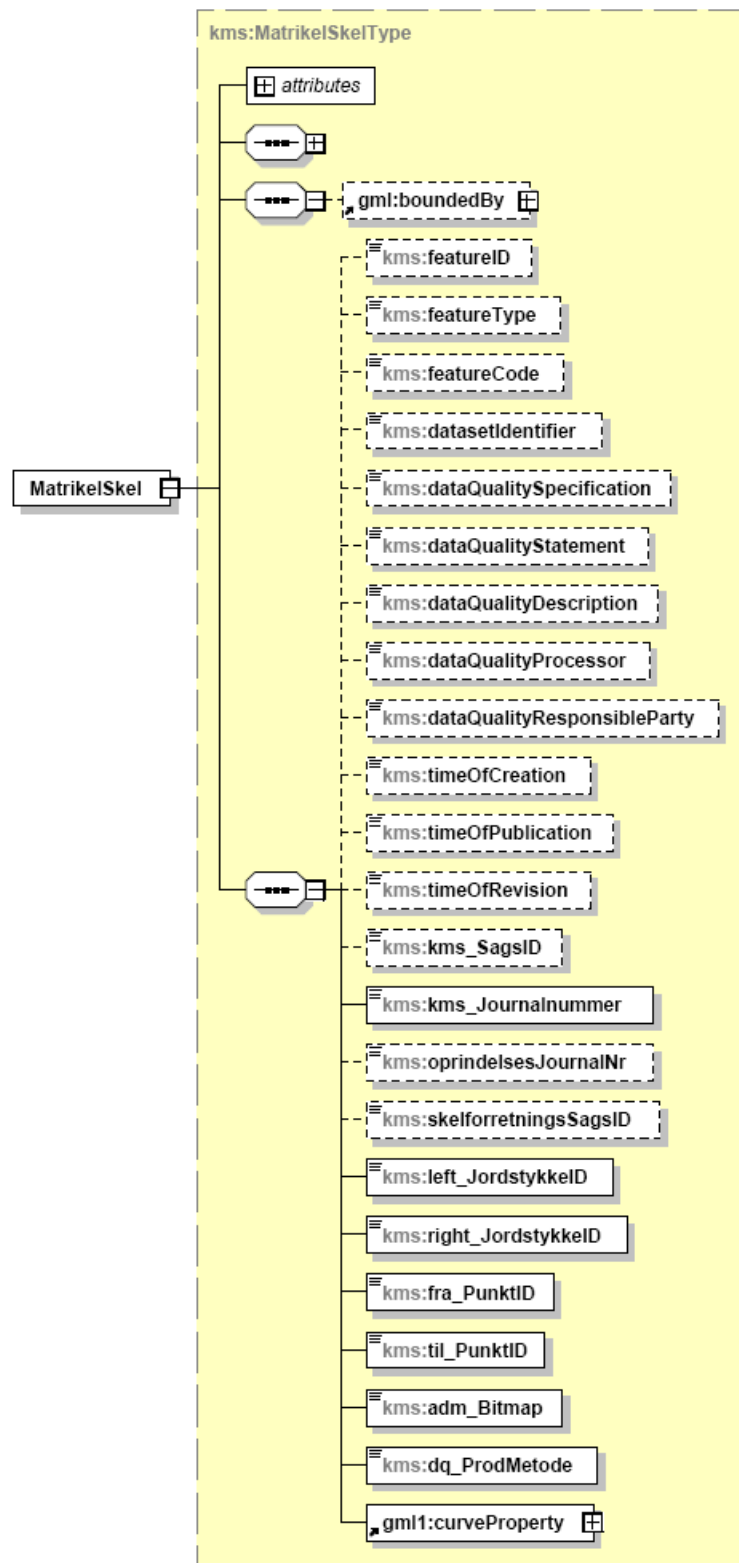 kms:MatrikelSkelType
attributes
gml:boundedBy
kms:featureID
kms:featureType
kms:featureCode
kms:datasetIdentifier
MatrikelSkel
kms:dataQualitySpecification
kms:dataQualityStatement
kms:dataQualityDescription
kms:dataQualityProcessor
kms:dataQualityResponsibleParty
kms:timeOfCreation
kms:timeOfPublication
kms:timeOfRevision
kms:kms_SagsID
kms:kms_Journalnummer
kms:oprindelsesJournalNr
kms:skelforretningsSagsID
kms:left_JordstykkeID
kms:right_JordstykkeID
kms:fra_PunktID
kms:til_PunktID
kms:adm_Bitmap
kms:dq_ProdMetode
gml1:curveProperty